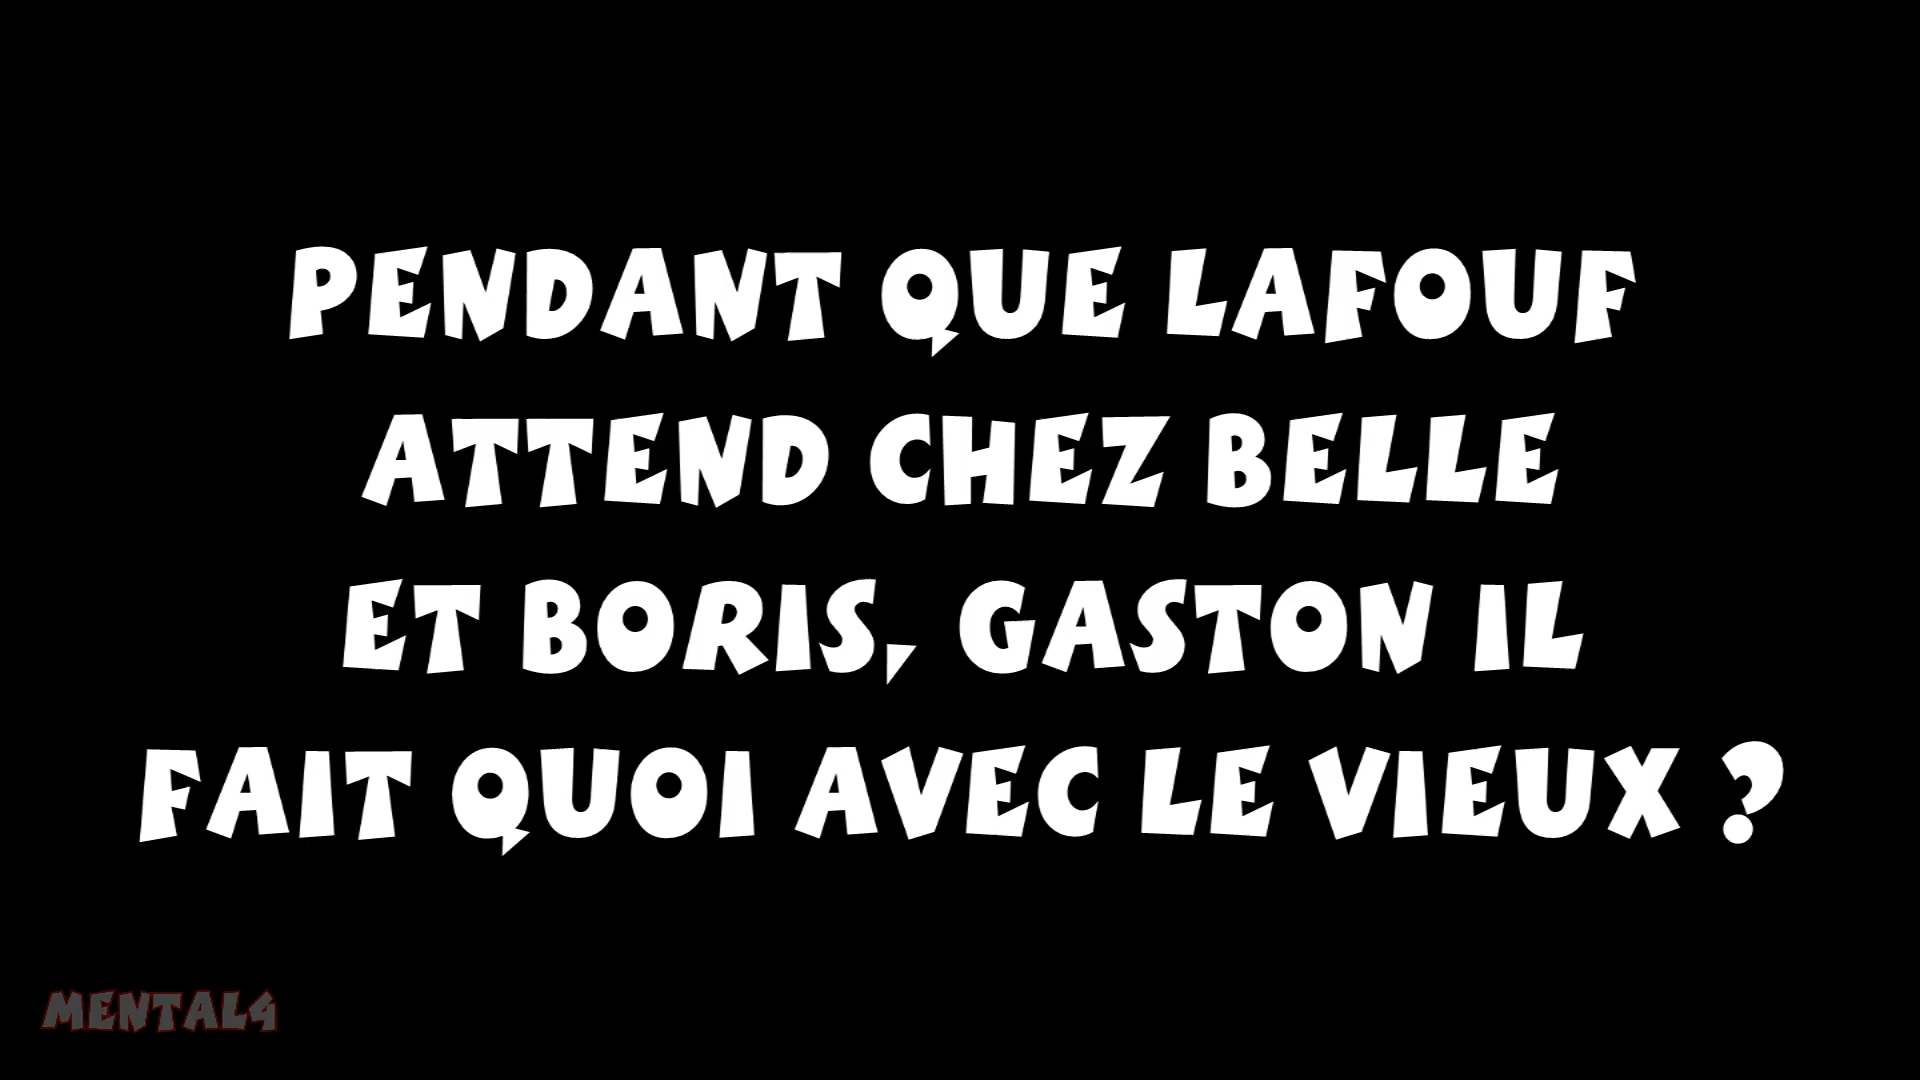 PENDANT QUE LAFOUF
ATTEND CHEZ BELLE
ET BORIS, GASTON IL
FAIT QUOI AVEC LE VIEUX ?
MENTAL4